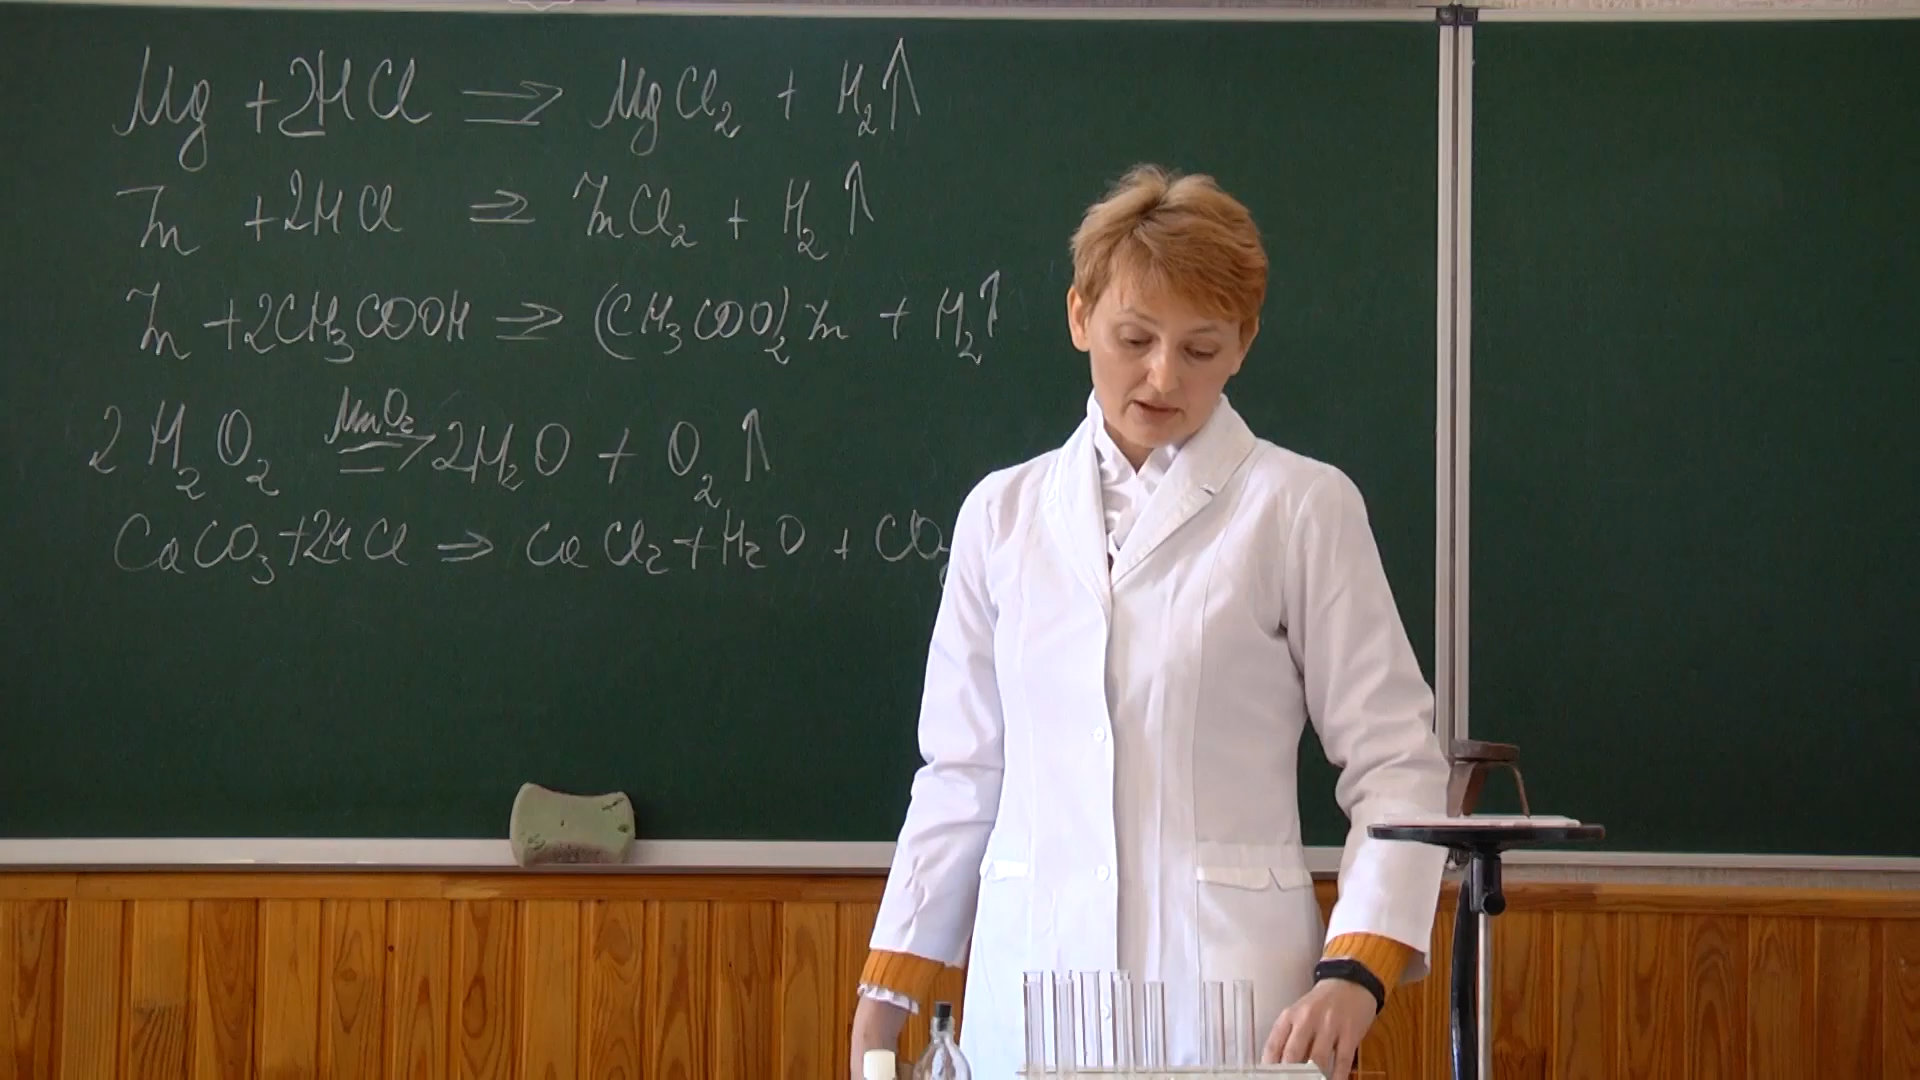 Mg + 2HCl ⇒ MgCl₂ + H₂↑
Zn + 2HCl ⇒ ZnCl₂ + H₂↑
Zn + 2CH₃COOH ⇒ (CH₃COO)₂Zn + H₂↑
2H₂O₂ MnO₂ ⇒ 2H₂O + O₂↑
CaCO₃ + 2HCl ⇒ CaCl₂ + H₂O + CO₂